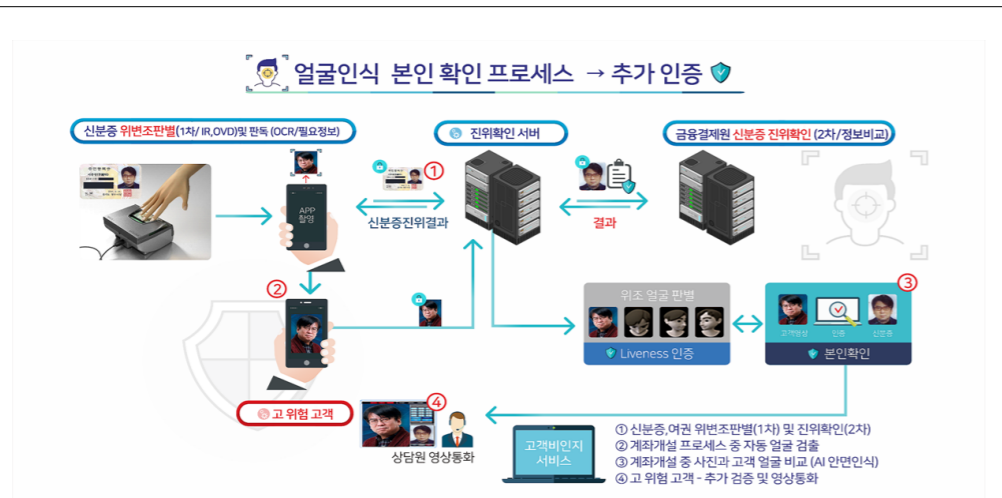 얼굴인식 본인 확인 프로세스 → 추가 인증
신분증 위변조판별(1차/ IR,OVD)및 판독 (OCR/필요정보)
진위확인 서버
금융결제원 신분증 진위확인 (2차/정보비교)
APP
촬영
①
신분증진위결과
결과
②
위조 얼굴 판별
Liveness 인증
③
고객영상
인증
신분증
본인확인
고 위험 고객
④
상담원 영상통화
고객비인지
서비스
① 신분증,여권 위변조판별(1차) 및 진위확인(2차)
② 계좌개설 프로세스 중 자동 얼굴 검출
③ 계좌개설 중 사진과 고객 얼굴 비교 (AI 안면인식)
④ 고 위험 고객 - 추가 검증 및 영상통화